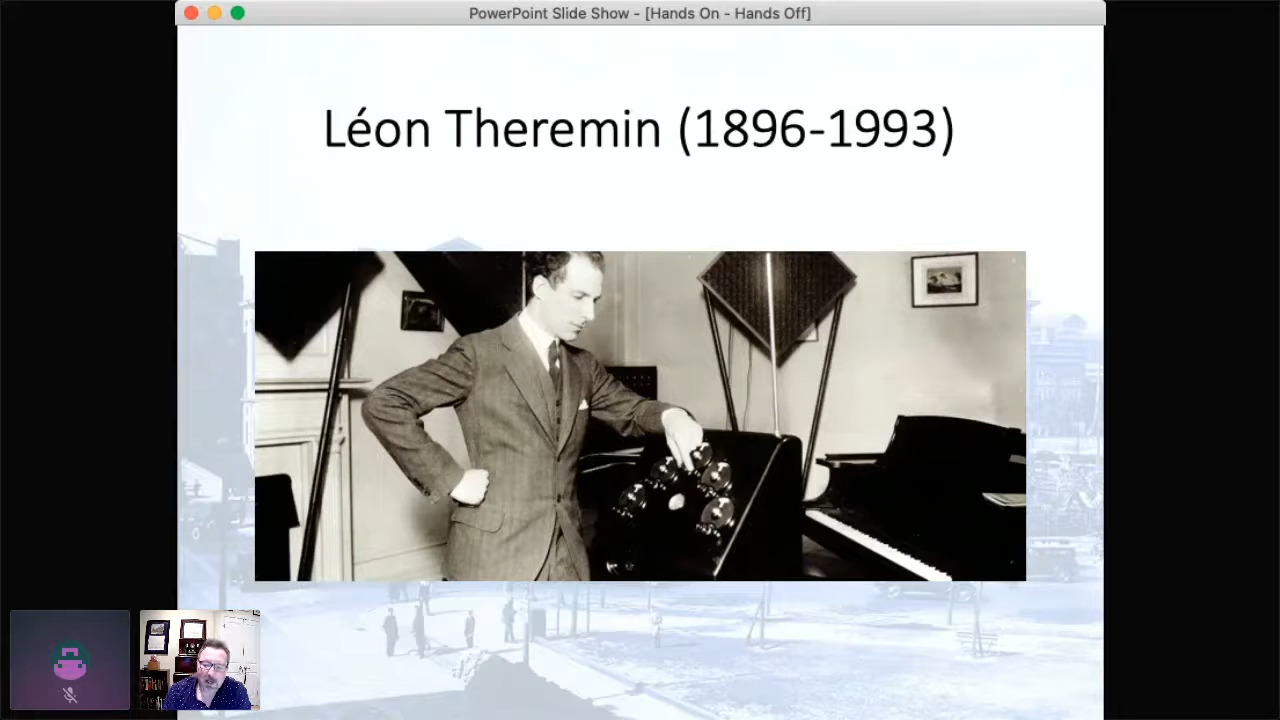 PowerPoint Slide Show - [Hands On - Hands Off]
Léon Theremin (1896-1993)